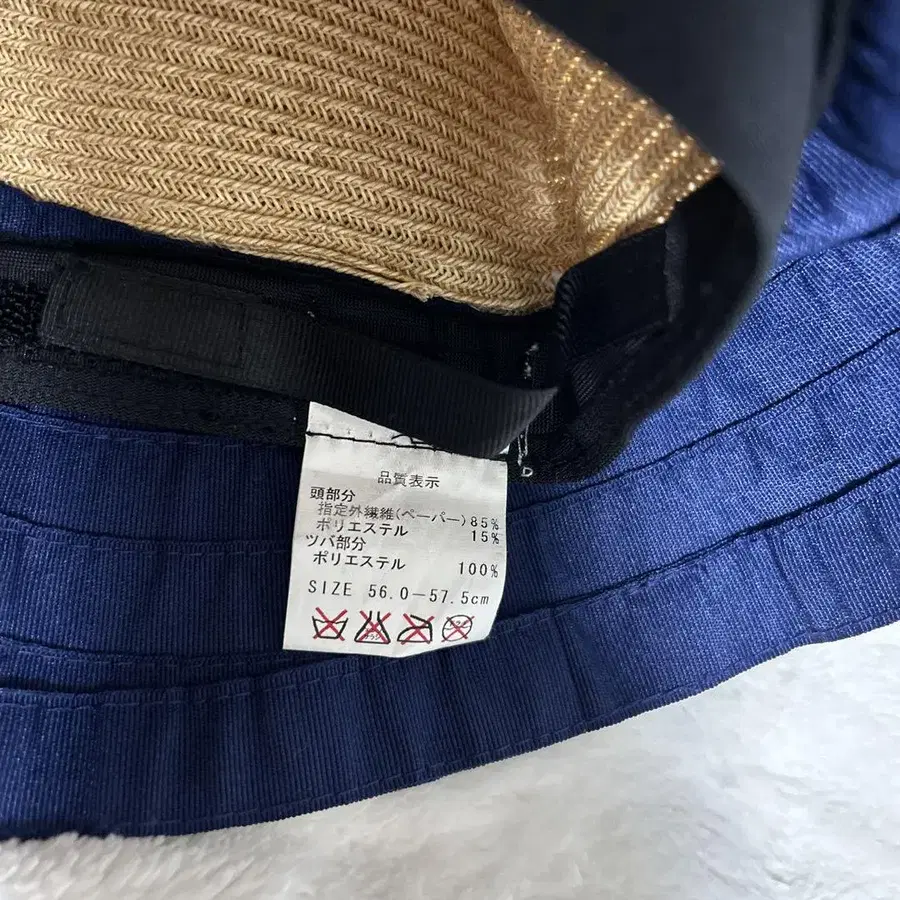 品質表示
頭部分
指定外繊維(ペーパー)85%
ポリエステル 15%
ツバ部分
ポリエステル 100%
SIZE 56.0-57.5cm